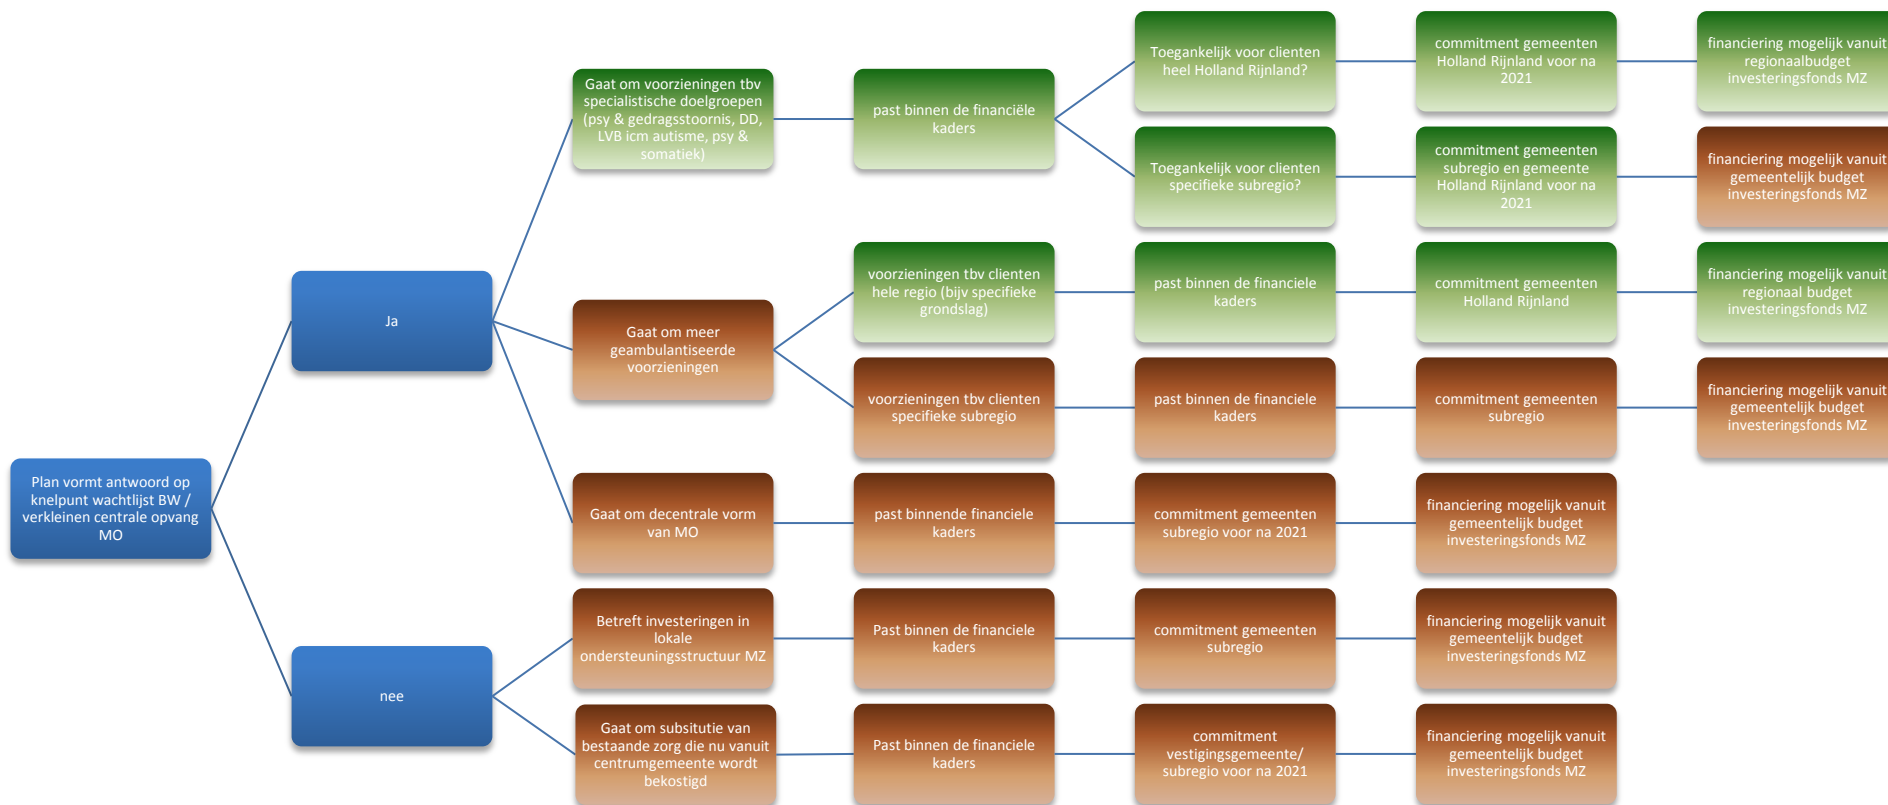 Plan vormt antwoord op
knelpunt wachtlijst BW /
verkleinen centrale opvang
MO
Ja
Gaat om voorzieningen tbv
specialistische doelgroepen
(psy & gedragsstoornis, DD,
LVB icm autisme, psy &
somatiek)
past binnen de financiële
kaders
Toegankelijk voor clienten
heel Holland Rijnland?
commitment gemeenten
Holland Rijnland voor na
2021
financiering mogelijk vanuit
regionaalbudget
investeringsfonds MZ
Toegankelijk voor clienten
specifieke subregio?
commitment gemeenten
subregio en gemeente
Holland Rijnland voor na
2021
financiering mogelijk vanuit
gemeentelijk budget
investeringsfonds MZ
Gaat om meer
geambulantiseerde
voorzieningen
voorzieningen tbv clienten
hele regio (bijv specifieke
grondslag)
past binnen de financiele
kaders
commitment gemeenten
Holland Rijnland
financiering mogelijk vanuit
regionaal budget
investeringsfonds MZ
voorzieningen tbv clienten
specifieke subregio
past binnen de financiele
kaders
commitment gemeenten
subregio
financiering mogelijk vanuit
gemeentelijk budget
investeringsfonds MZ
Gaat om decentrale vorm
van MO
past binnende financiele
kaders
commitment gemeenten
subregio voor na 2021
financiering mogelijk vanuit
gemeentelijk budget
investeringsfonds MZ
nee
Betreft investeringen in
lokale
ondersteuningsstructuur MZ
Past binnen de financiele
kaders
commitment gemeenten
subregio
financiering mogelijk vanuit
gemeentelijk budget
investeringsfonds MZ
Gaat om subsitutie van
bestaande zorg die nu vanuit
centrumgemeente wordt
bekostigd
Past binnen de financiele
kaders
commitment
vestigingsgemeente/
subregio voor na 2021
financiering mogelijk vanuit
gemeentelijk budget
investeringsfonds MZ